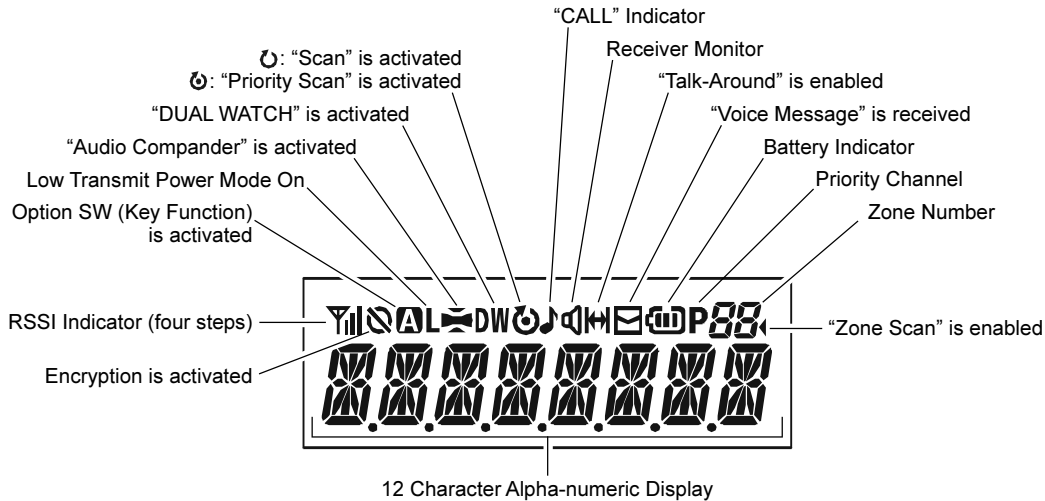 “CALL” Indicator
Receiver Monitor
: “Scan” is activated
: “Priority Scan” is activated
“Talk-Around” is enabled
“DUAL WATCH” is activated
“Voice Message” is received
“Audio Compander” is activated
Battery Indicator
Low Transmit Power Mode On
Priority Channel
Option SW (Key Function)
is activated
Zone Number
A L DW P 88
RSSI Indicator (four steps)
“Zone Scan” is enabled
Encryption is activated
12 Character Alpha-numeric Display